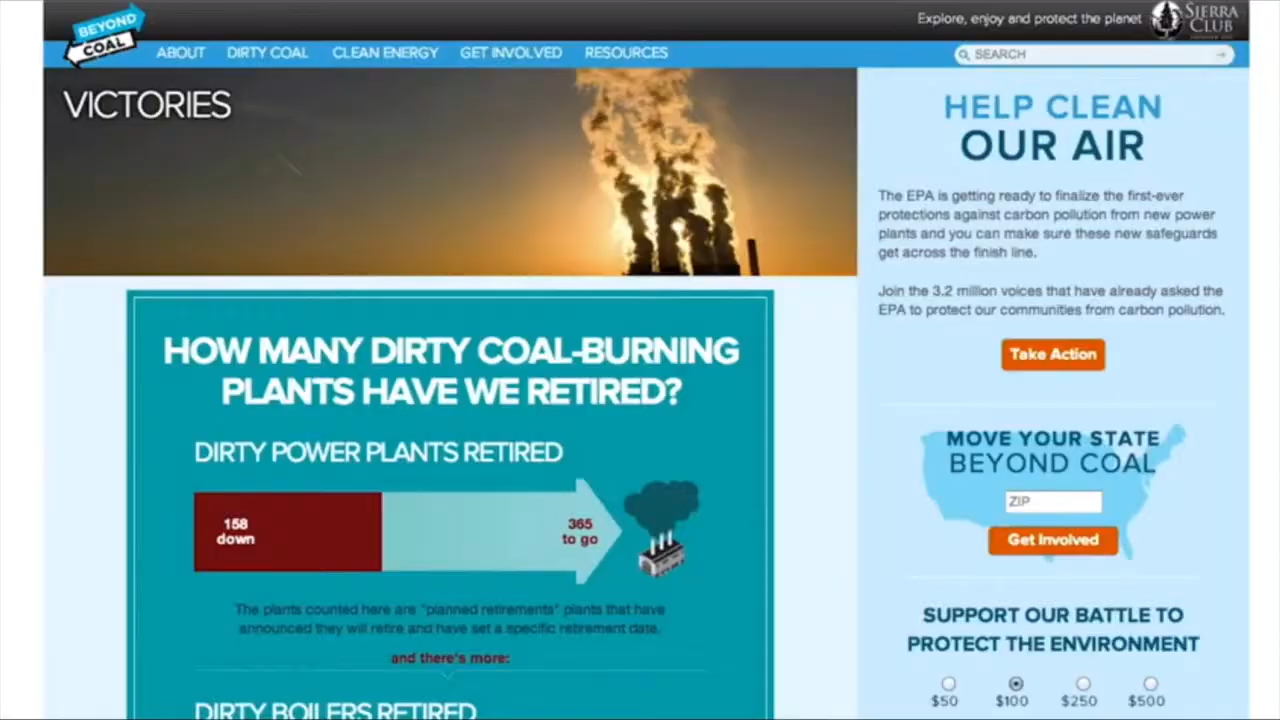 BEYOND
COAL
Explore, enjoy and protect the planet
SIERRA
CLUB
ABOUT DIRTY COAL CLEAN ENERGY GET INVOLVED RESOURCES
SEARCH
VICTORIES
HOW MANY DIRTY COAL-BURNING
PLANTS HAVE WE RETIRED?
DIRTY POWER PLANTS RETIRED
158
down
365
to go
The plants counted here are "planned retirements" plants that have
announced they will retire and have set a specific retirement date.
and there's more:
DIRTY BOILERS RETIRED
HELP CLEAN
OUR AIR
The EPA is getting ready to finalize the first-ever
protections against carbon pollution from new power
plants and you can make sure these new safeguards
get across the finish line.
Join the 3.2 million voices that have already asked the
EPA to protect our communities from carbon pollution.
Take Action
MOVE YOUR STATE
BEYOND COAL
ZIP
Get Involved
SUPPORT OUR BATTLE TO
PROTECT THE ENVIRONMENT
$50 $100 $250 $500